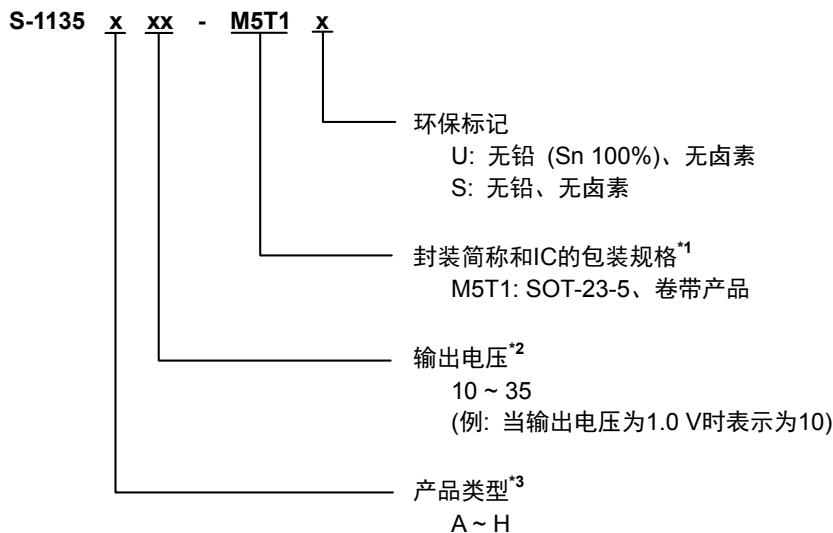 S-1135 x xx - M5T1 x
环保标记
U: 无铅 (Sn 100%)、无卤素
S: 无铅、无卤素
封装简称和IC的包装规格*1
M5T1: SOT-23-5、卷带产品
输出电压*2
10 ~ 35
(例: 当输出电压为1.0 V时表示为10)
产品类型*3
A ~ H